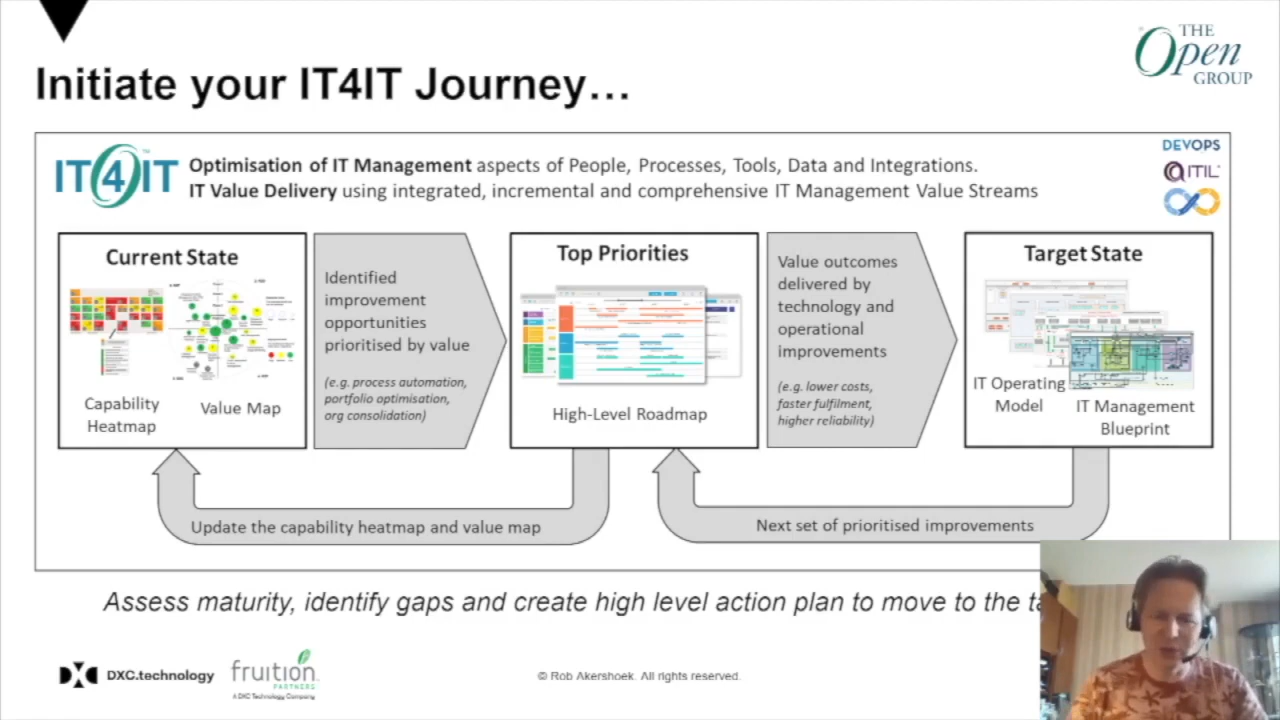 THE
Open
GROUP
Initiate your IT4IT Journey…
IT4IT™
Optimisation of IT Management aspects of People, Processes, Tools, Data and Integrations.
IT Value Delivery using integrated, incremental and comprehensive IT Management Value Streams
DEVOPS
ITIL
Current State
Capability
Heatmap
Value Map
Identified
improvement
opportunities
prioritised by value
(e.g. process automation,
portfolio optimisation,
org consolidation)
Top Priorities
High-Level Roadmap
Value outcomes
delivered by
technology and
operational
improvements
(e.g. lower costs,
faster fulfilment,
higher reliability)
Target State
IT Operating
Model
IT Management
Blueprint
Update the capability heatmap and value map
Next set of prioritised improvements
Assess maturity, identify gaps and create high level action plan to move to the
DXC.technology
fruition
PARTNERS
A DXC Technology Company
© Rob Akershoek. All rights reserved.